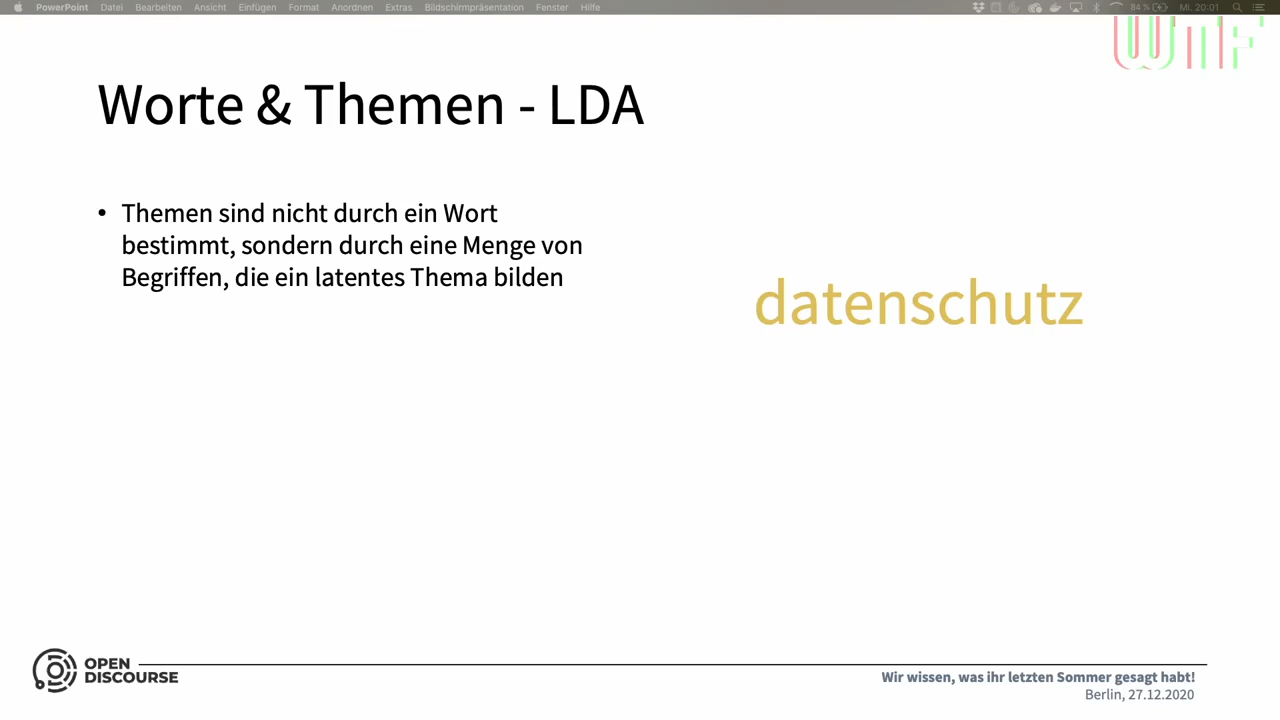 PowerPoint Datei Bearbeiten Ansicht Einfügen Format Anordnen Extras Bildschirmpräsentation Fenster Hilfe 84 % Mi. 20:01
WTF
Worte & Themen - LDA
• Themen sind nicht durch ein Wort
bestimmt, sondern durch eine Menge von
Begriffen, die ein latentes Thema bilden
datenschutz
OPEN
DISCOURSE
Wir wissen, was ihr letzten Sommer gesagt habt!
Berlin, 27.12.2020